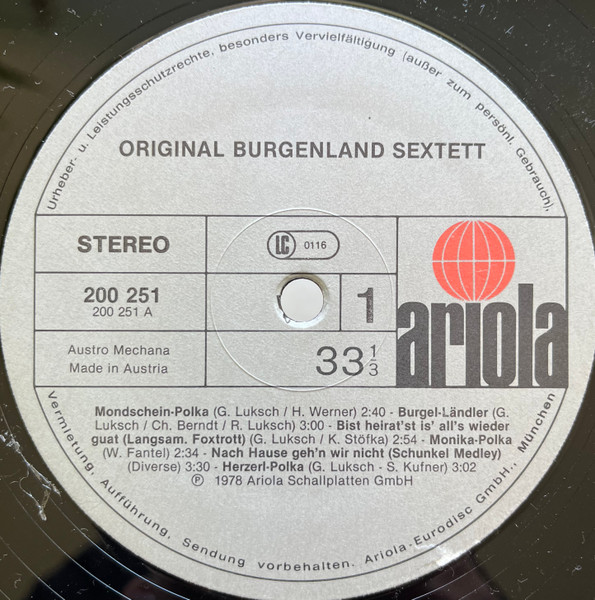 Urheber- u. Leistungsschutzrechte, besonders Vervielfältigung (außer zum persönl. Gebrauch),
ORIGINAL BURGENLAND SEXTETT
STEREO
LC 0116
200 251
200 251 A
1
ariola
Austro Mechana
Made in Austria
33 1/3
Mondschein-Polka (G. Luksch / H. Werner) 2:40 - Burgel-Ländler (G.
Luksch / Ch. Berndt / R. Luksch) 3:00 - Bist heirat'st is' all's wieder
guat (Langsam. Foxtrott) (G. Luksch / K. Stöfka) 2:54 - Monika-Polka
(W. Fantel) 2:34 - Nach Hause geh'n wir nicht (Schunkel Medley)
(Diverse) 3:30 - Herzerl-Polka (G. Luksch - S. Kufner) 3:02
℗ 1978 Ariola Schallplatten GmbH
Vermietung, Aufführung, Sendung vorbehalten. Ariola-Eurodisc GmbH., München